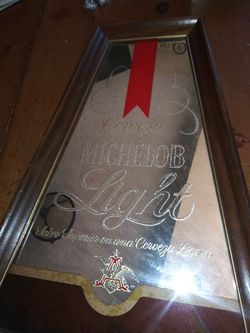 Cerveza
MICHELOB
Light
Sabor Superior en una Cerveza Ligera